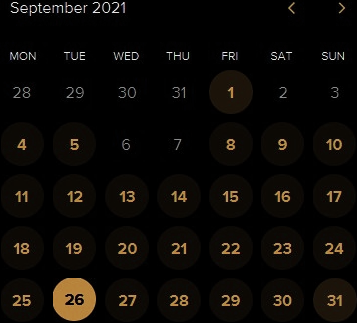 September 2021
MON TUE WED THU FRI SAT SUN
28 29 30 31 1 2 3
4 5 6 7 8 9 10
11 12 13 14 15 16 17
18 19 20 21 22 23 24
25 26 27 28 29 30 31